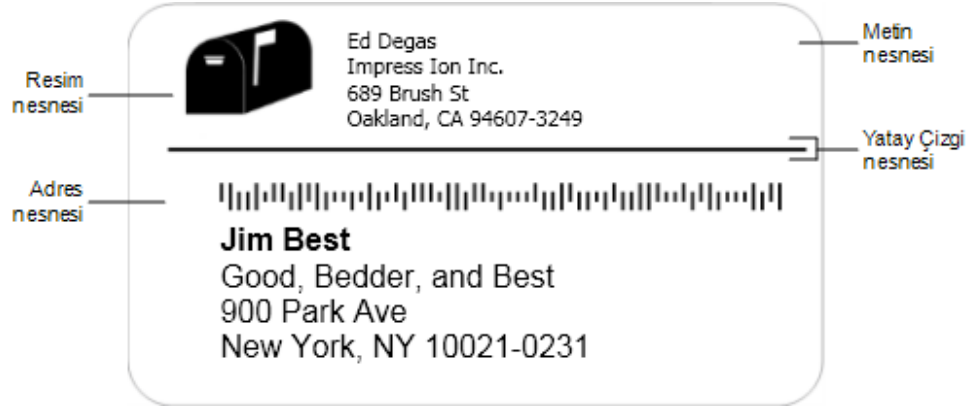 Ed Degas
Impress Ion Inc.
689 Brush St
Oakland, CA 94607-3249
Metin
nesnesi
Resim
nesnesi
Yatay Çizgi
nesnesi
Adres
nesnesi
Jim Best
Good, Bedder, and Best
900 Park Ave
New York, NY 10021-0231